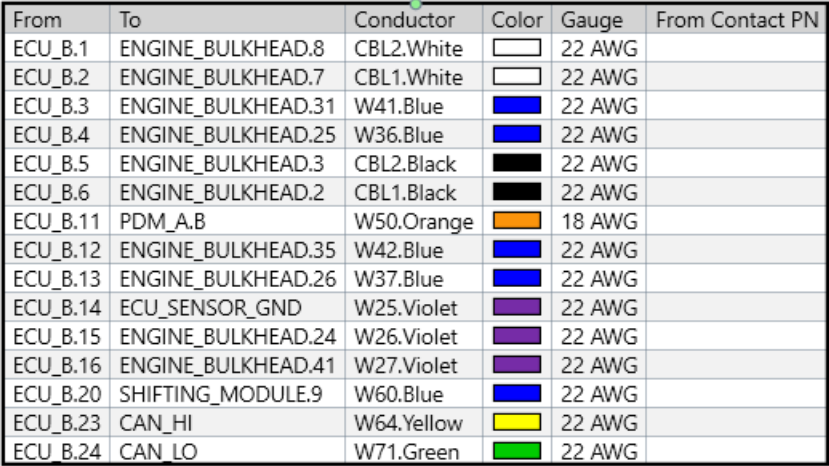 From To Conductor Color Gauge From Contact PN
ECU_B.1 ENGINE_BULKHEAD.8 CBL2.White 22 AWG
ECU_B.2 ENGINE_BULKHEAD.7 CBL1.White 22 AWG
ECU_B.3 ENGINE_BULKHEAD.31 W41.Blue 22 AWG
ECU_B.4 ENGINE_BULKHEAD.25 W36.Blue 22 AWG
ECU_B.5 ENGINE_BULKHEAD.3 CBL2.Black 22 AWG
ECU_B.6 ENGINE_BULKHEAD.2 CBL1.Black 22 AWG
ECU_B.11 PDM_A.B W50.Orange 18 AWG
ECU_B.12 ENGINE_BULKHEAD.35 W42.Blue 22 AWG
ECU_B.13 ENGINE_BULKHEAD.26 W37.Blue 22 AWG
ECU_B.14 ECU_SENSOR_GND W25.Violet 22 AWG
ECU_B.15 ENGINE_BULKHEAD.24 W26.Violet 22 AWG
ECU_B.16 ENGINE_BULKHEAD.41 W27.Violet 22 AWG
ECU_B.20 SHIFTING_MODULE.9 W60.Blue 22 AWG
ECU_B.23 CAN_HI W64.Yellow 22 AWG
ECU_B.24 CAN_LO W71.Green 22 AWG